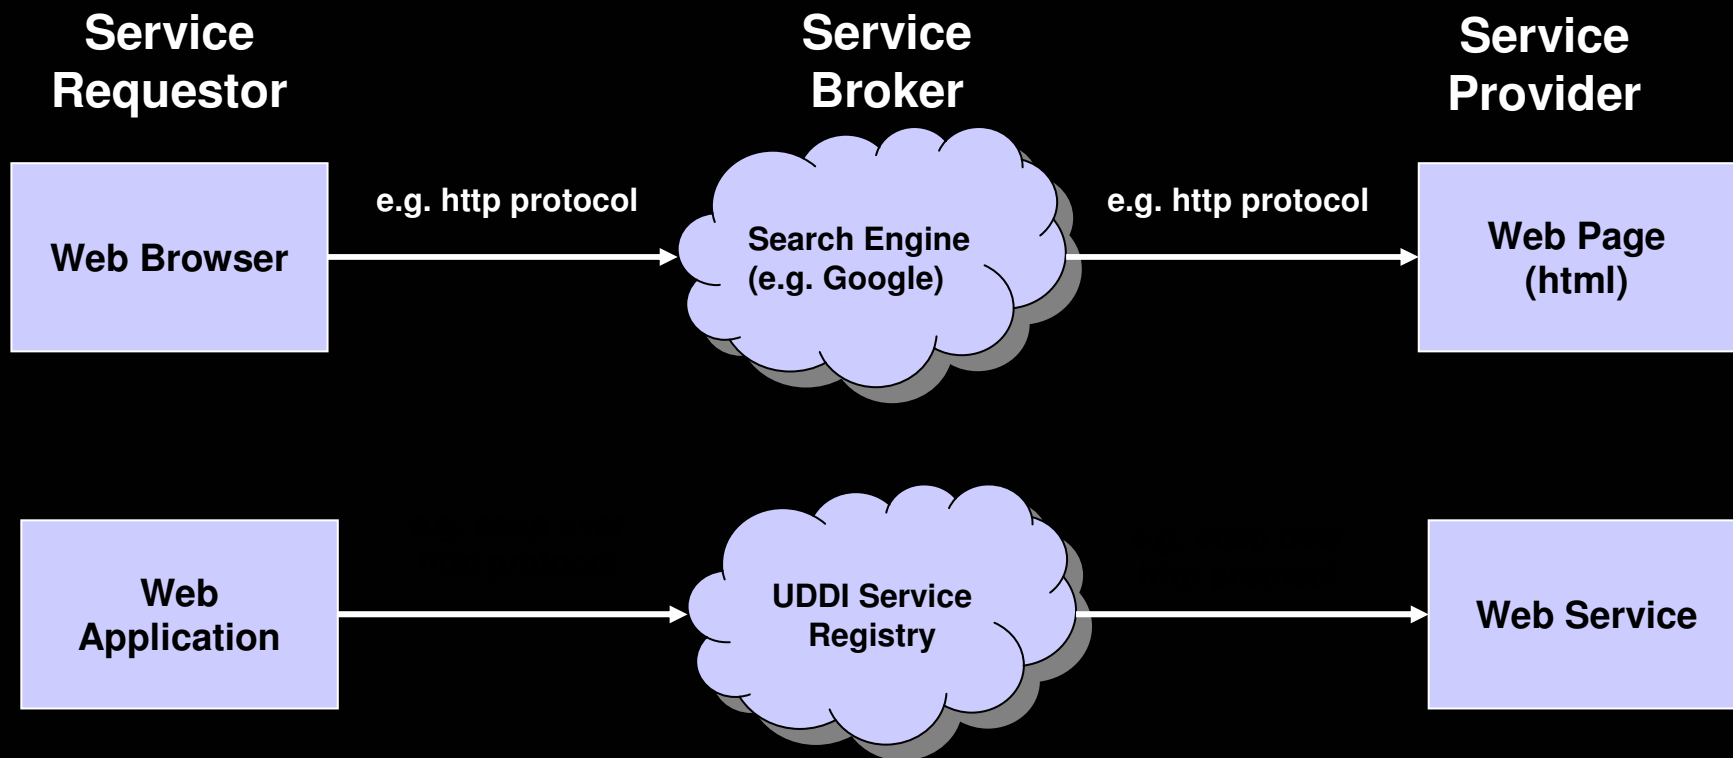 Service
Requestor
Service
Broker
Service
Provider
Web Browser
e.g. http protocol
Search Engine
(e.g. Google)
e.g. http protocol
Web Page
(html)
Web
Application
UDDI Service
Registry
Web Service